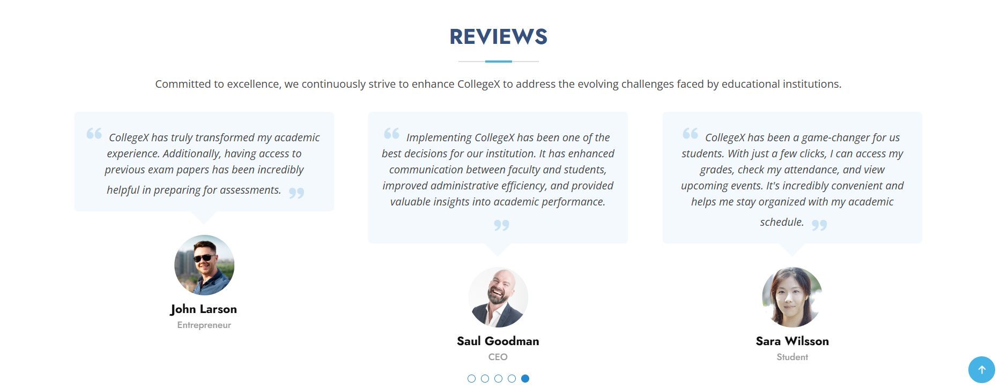 REVIEWS
Committed to excellence, we continuously strive to enhance CollegeX to address the evolving challenges faced by educational institutions.
“ CollegeX has truly transformed my academic
experience. Additionally, having access to
previous exam papers has been incredibly
helpful in preparing for assessments. ”
John Larson
Entrepreneur
“ Implementing CollegeX has been one of the
best decisions for our institution. It has enhanced
communication between faculty and students,
improved administrative efficiency, and provided
valuable insights into academic performance.
”
Saul Goodman
CEO
“ CollegeX has been a game-changer for us
students. With just a few clicks, I can access my
grades, check my attendance, and view
upcoming events. It's incredibly convenient and
helps me stay organized with my academic
schedule. ”
Sara Wilsson
Student